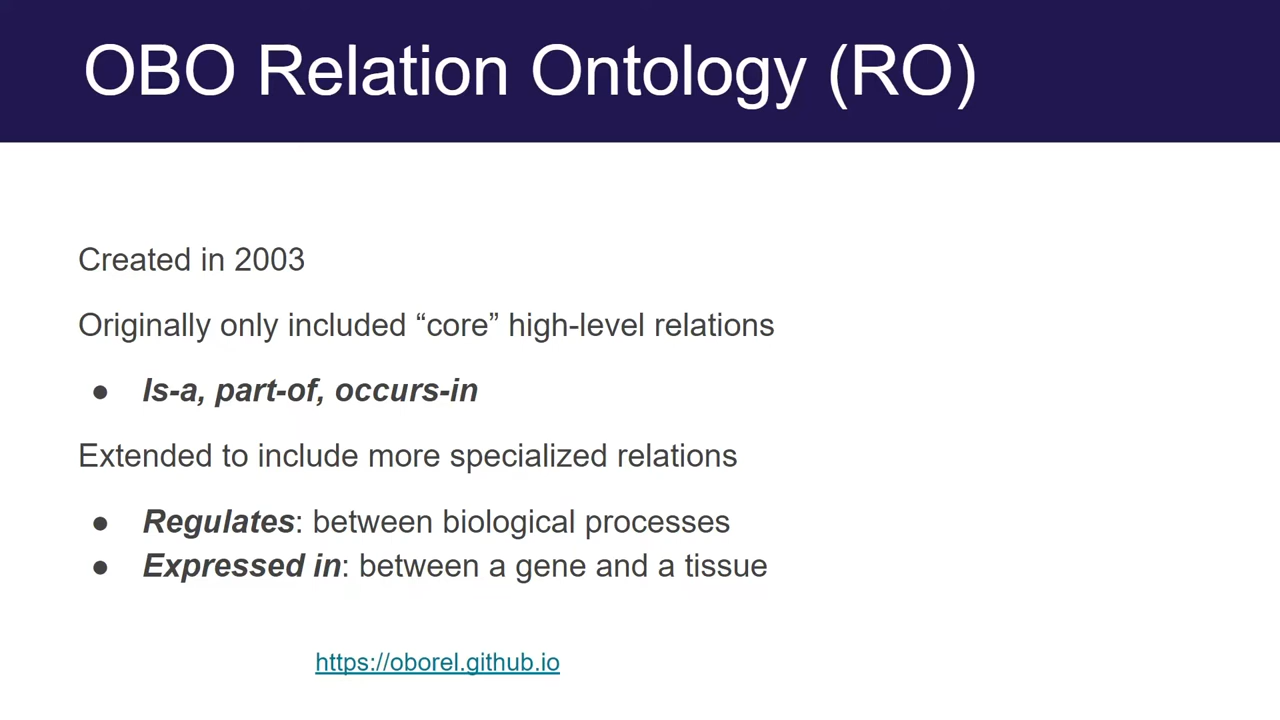 OBO Relation Ontology (RO)
Created in 2003
Originally only included “core” high-level relations
● Is-a, part-of, occurs-in
Extended to include more specialized relations
● Regulates: between biological processes
● Expressed in: between a gene and a tissue
https://oborel.github.io